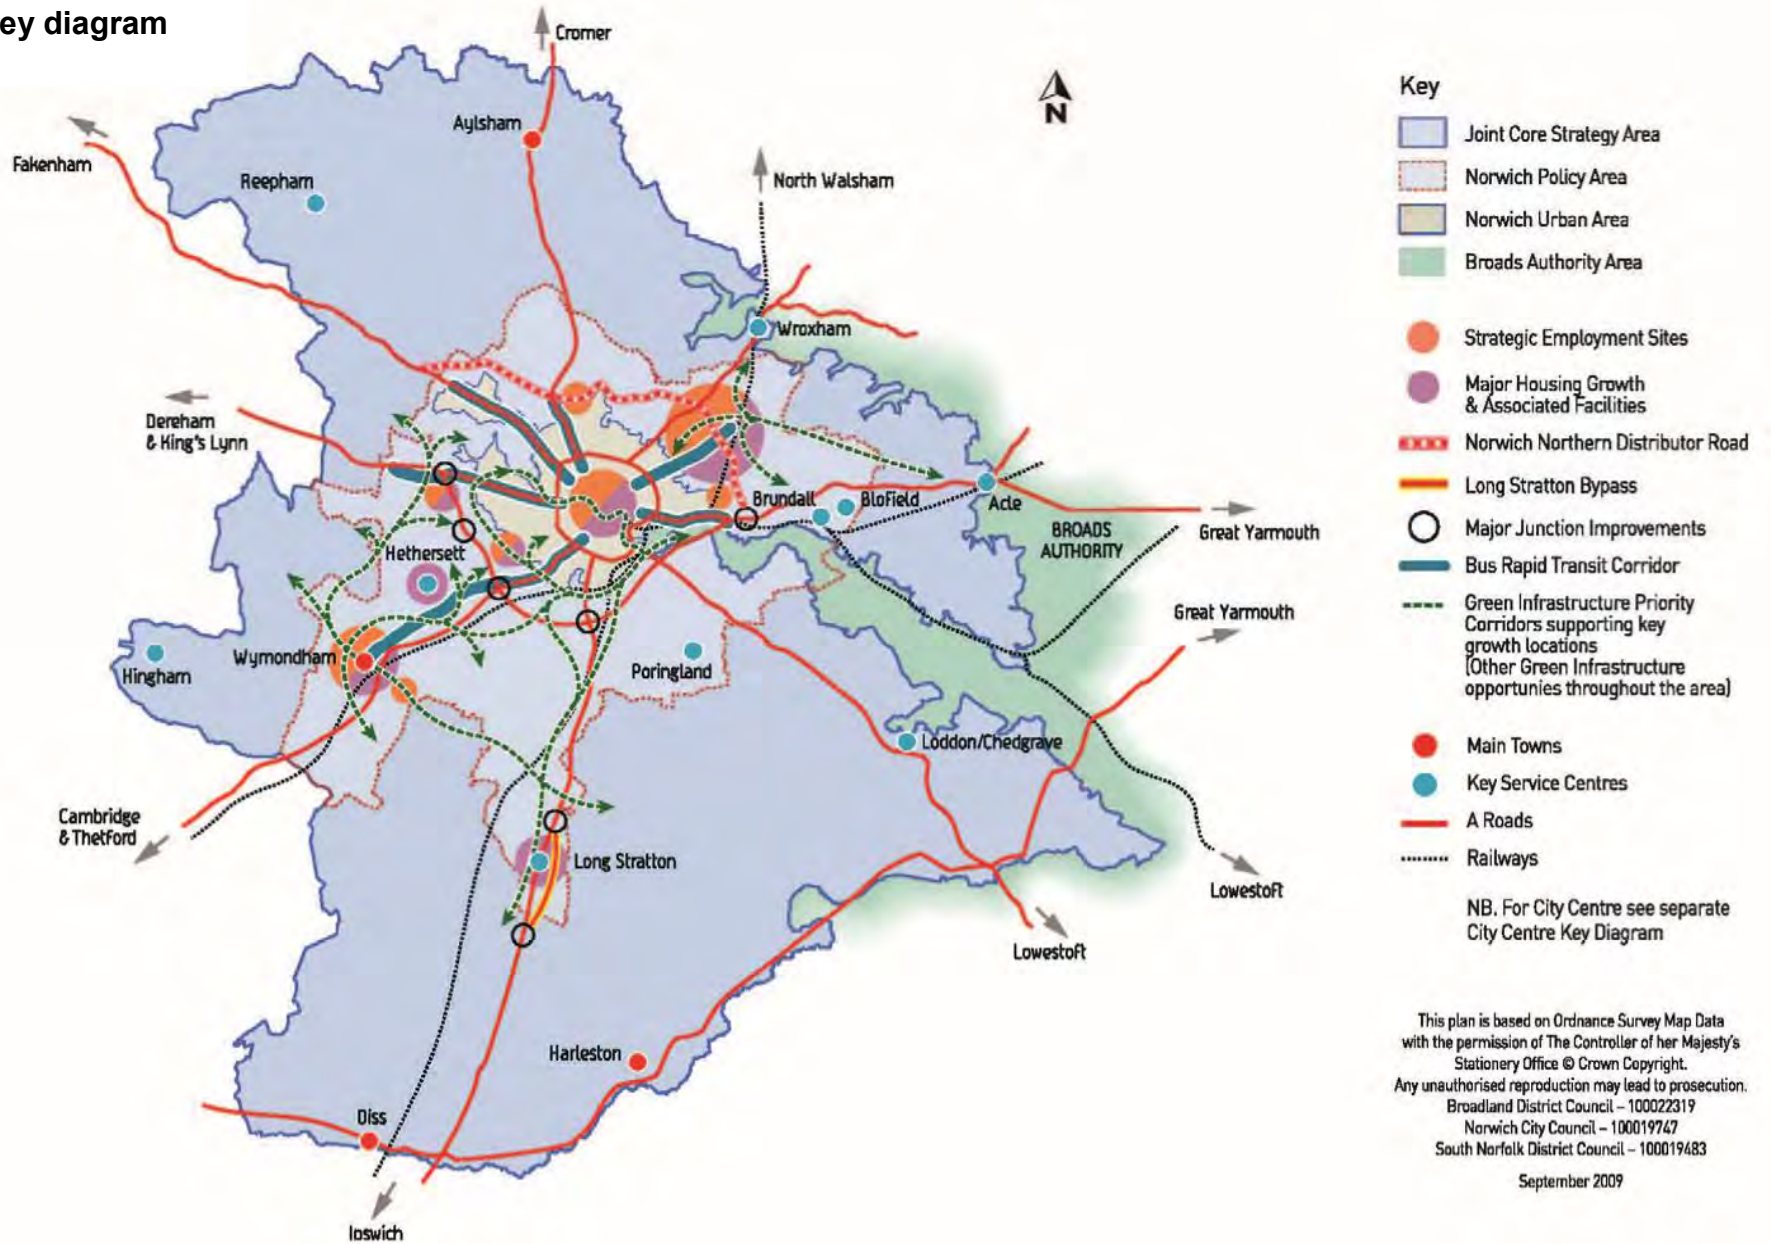 ey diagram
Cromer
Aylsham
Fakenham
Reepham
North Walsham
N
Wroxham
Dereham
& King's Lynn
Brundall
Blofield
Acle
BROADS
AUTHORITY
Great Yarmouth
Hethersett
Great Yarmouth
Hingham
Wymondham
Poringland
Loddon/Chedgrave
Cambridge
& Thetford
Long Stratton
Lowestoft
Lowestoft
Harleston
Diss
Ipswich
Key
Joint Core Strategy Area
Norwich Policy Area
Norwich Urban Area
Broads Authority Area
Strategic Employment Sites
Major Housing Growth
& Associated Facilities
Norwich Northern Distributor Road
Long Stratton Bypass
Major Junction Improvements
Bus Rapid Transit Corridor
Green Infrastructure Priority
Corridors supporting key
growth locations
(Other Green Infrastructure
opportunies throughout the area)
Main Towns
Key Service Centres
A Roads
Railways
NB. For City Centre see separate
City Centre Key Diagram
This plan is based on Ordnance Survey Map Data
with the permission of The Controller of her Majesty's
Stationery Office © Crown Copyright.
Any unauthorised reproduction may lead to prosecution.
Broadland District Council – 100022319
Norwich City Council – 100019747
South Norfolk District Council – 100019483
September 2009